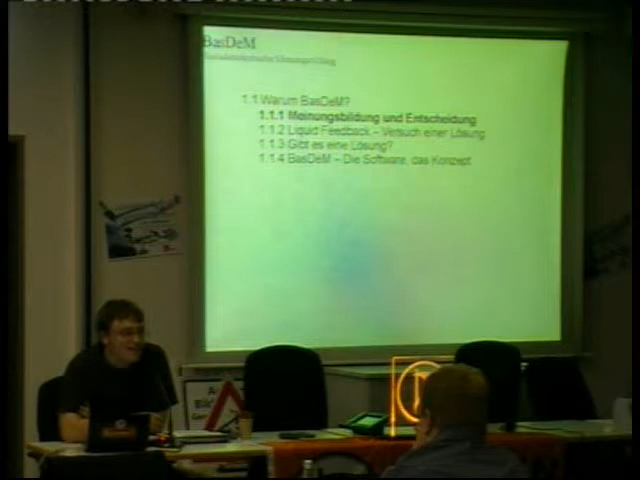 BasDeM
1.1 Warum BasDeM?
1.1.1 Meinungsbildung und Entscheidung
1.1.2 Liquid Feedback – Versuch einer Lösung
1.1.3 Gibt es eine Lösung?
1.1.4 BasDeM – Die Software, das Konzept